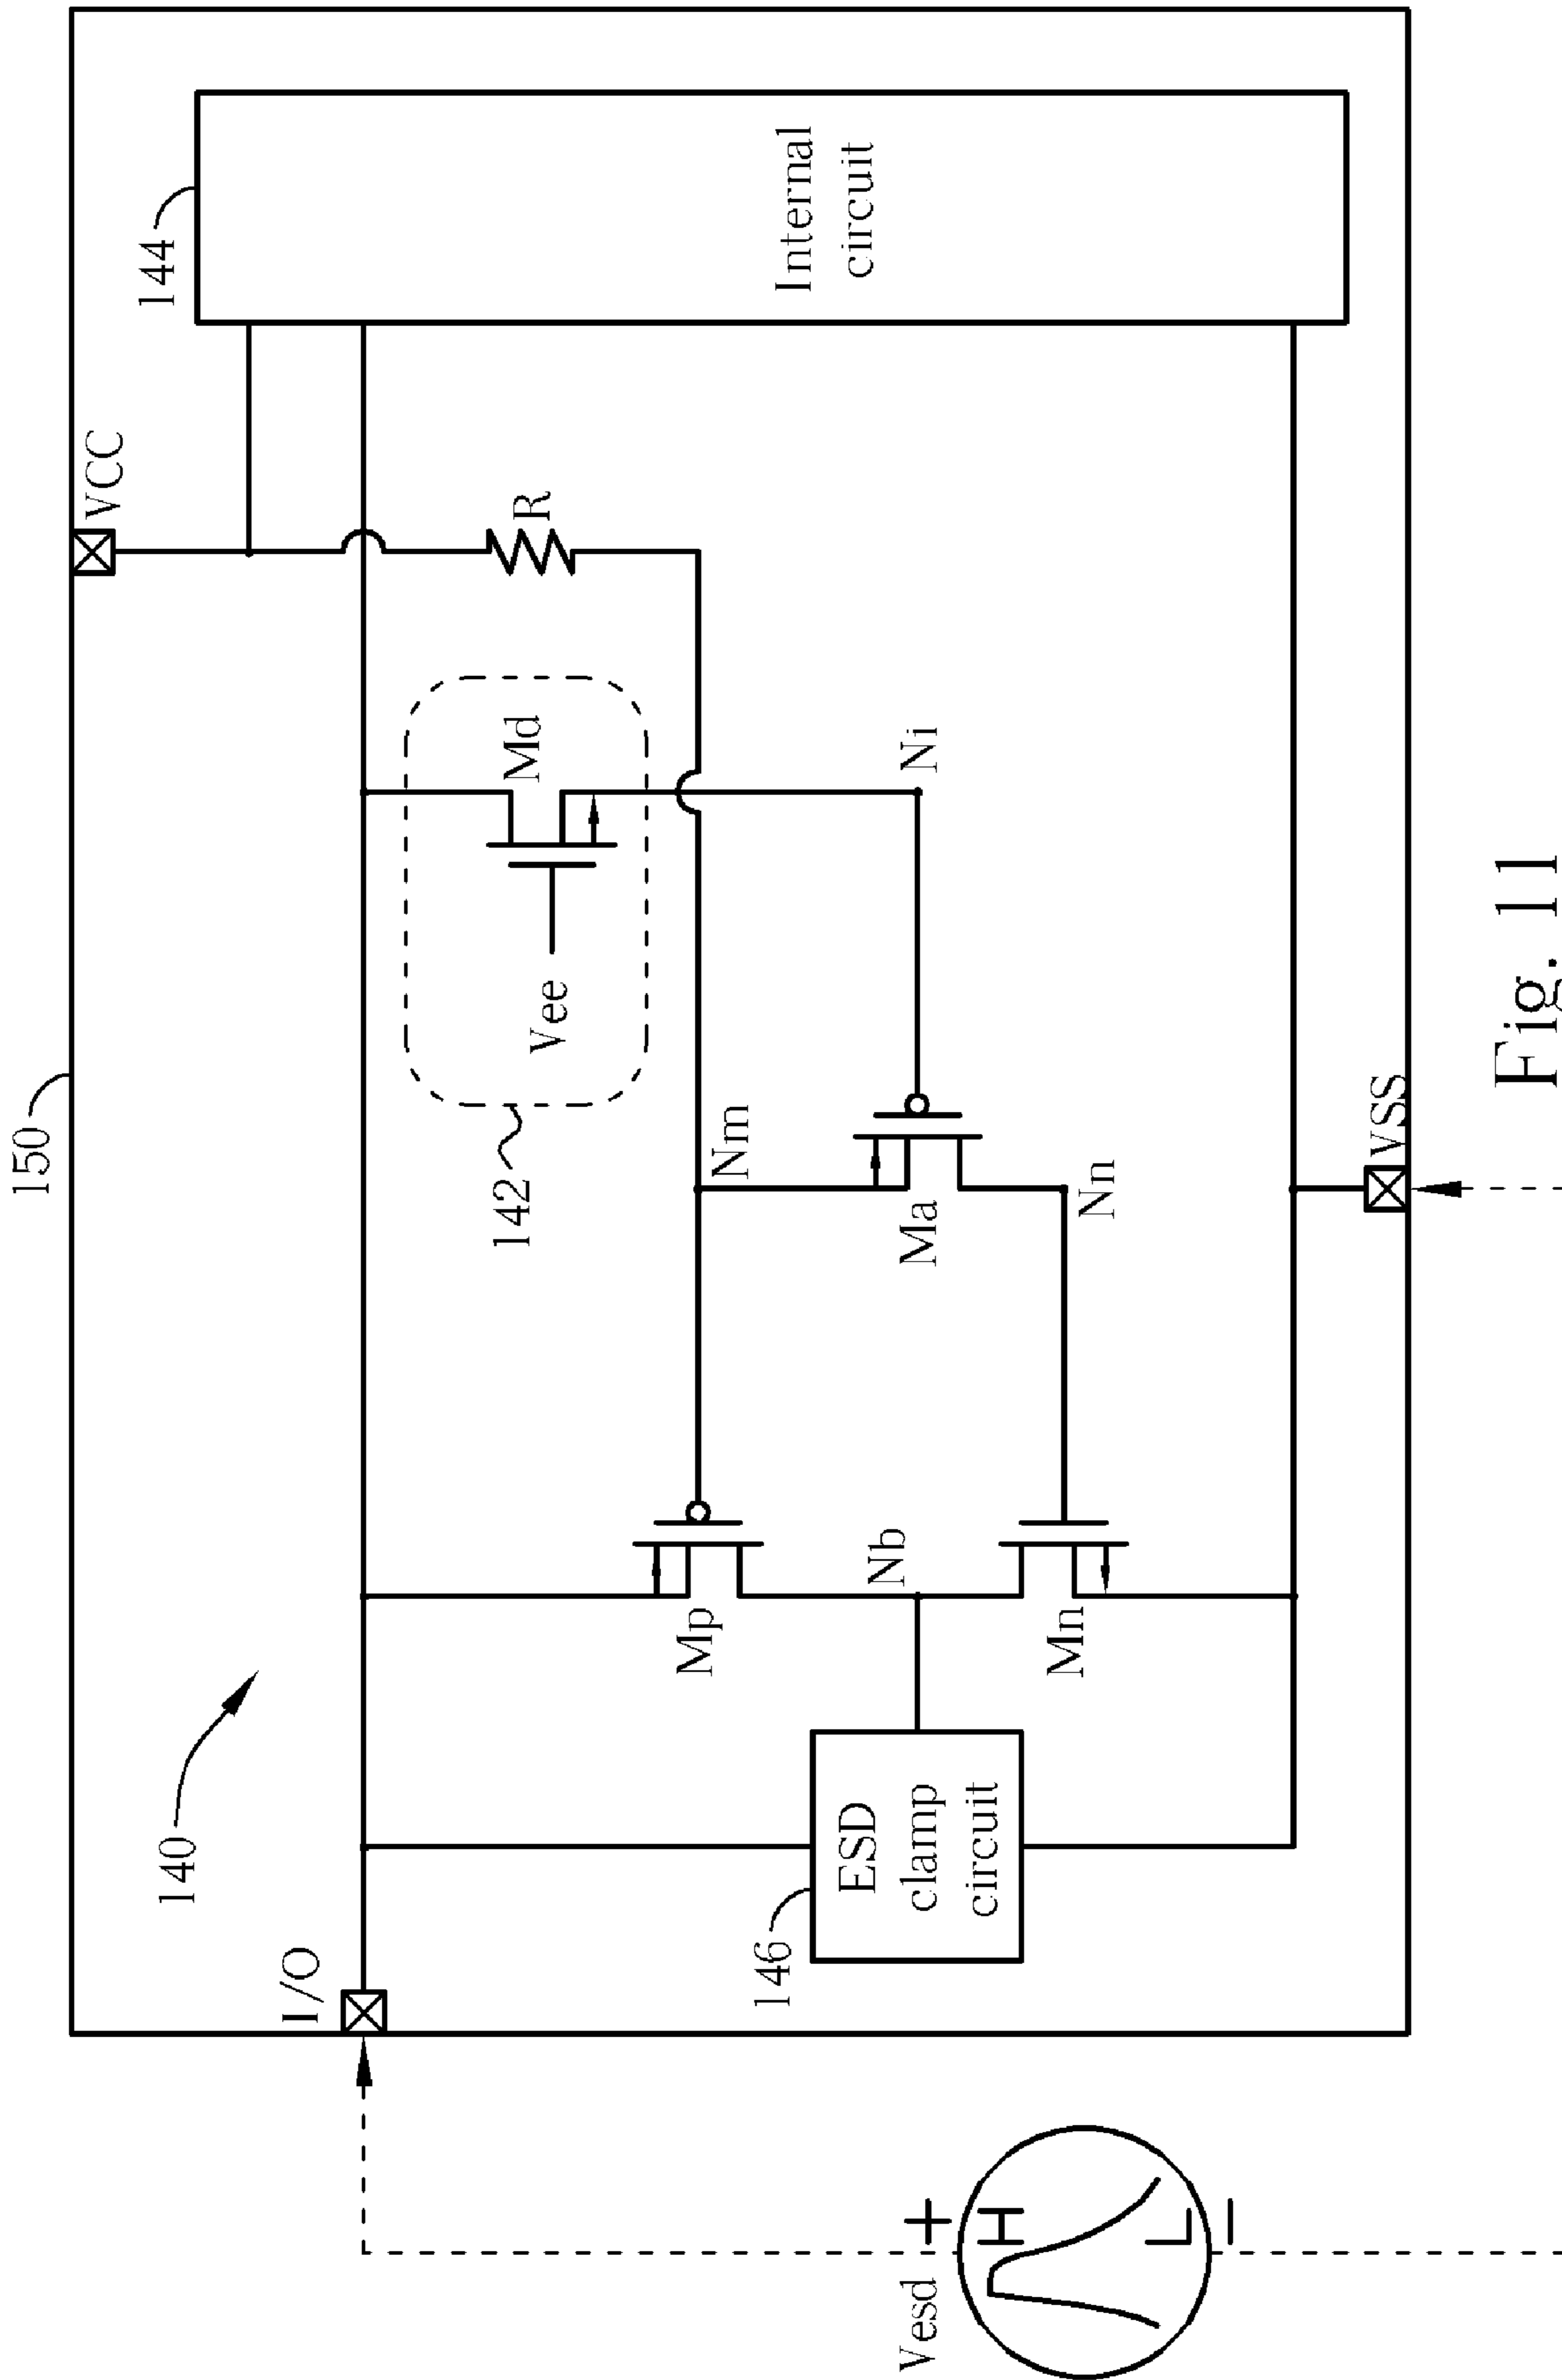 150
VCC
140
144
I/O
R
Md
Vee
142
Nm
Mp
Ni
Ma
Nb
Nn
Mn
146
ESD
clamp
circuit
Internal
circuit
Vesd
+
H
L
−
VSS
Fig. 11